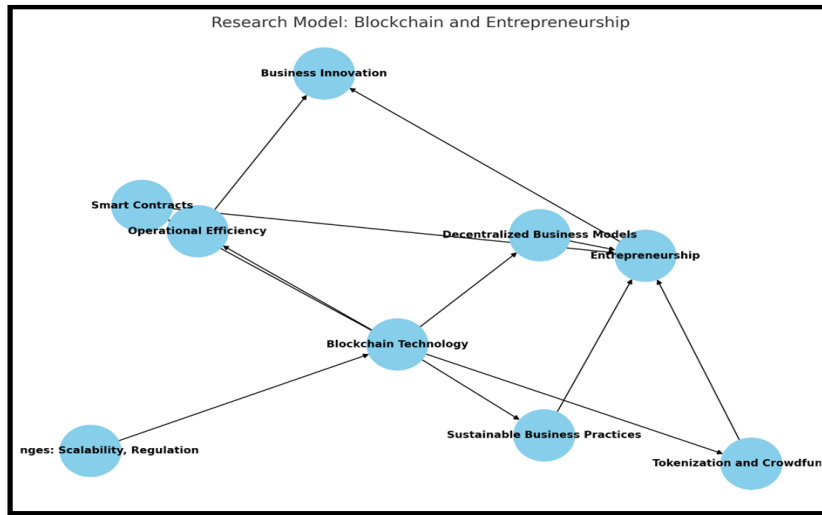 Research Model: Blockchain and Entrepreneurship
Business Innovation
Smart Contracts
Operational Efficiency
Decentralized Business Models
Entrepreneurship
Blockchain Technology
nges: Scalability, Regulation
Sustainable Business Practices
Tokenization and Crowdfun